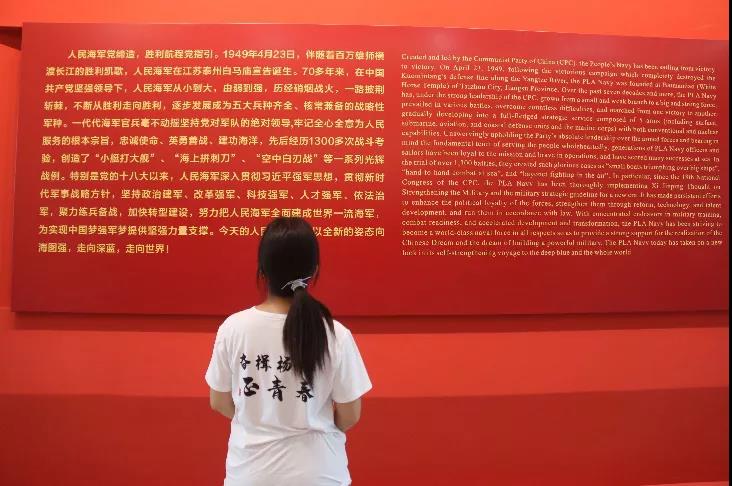 人民海军党缔造，胜利航程党指引。1949年4月23日，伴随着百万雄师横
渡长江的胜利凯歌，人民海军在江苏泰州白马庙宣告诞生。70多年来，在中国
共产党坚强领导下，人民海军从小到大，由弱到强，历经硝烟战火，一路披荆
斩棘，不断从胜利走向胜利，逐步发展成为五大兵种齐全、核常兼备的战略性
军种。一代代海军官兵毫不动摇坚持党对军队的绝对领导，牢记全心全意为人民
服务的根本宗旨，忠诚使命、英勇善战、建功海洋，先后经历1300多次战斗考
验，创造了“小艇打大舰”、“海上拼刺刀”、“空中白刃战”等一系列光辉
战例。特别是党的十八大以来，人民海军深入贯彻习近平强军思想，贯彻新时
代军事战略方针，坚持政治建军、改革强军、科技强军、人才强军、依法治
军，聚力练兵备战，加快转型建设，努力把人民海军全面建成世界一流海军，
为实现中国梦强军梦提供坚强力量支撑。今天的人民 以全新的姿态向
海图强，走向深蓝，走向世界！
Created and led by the Communist Party of China (CPC), the People's Navy has been sailing from victory
to victory. On April 23, 1949, following the victorious campaign which completely destroyed the
Kuomintang's defense line along the Yangtze River, the PLA Navy was founded at Baimamiao (White
Horse Temple) of Taizhou City, Jiangsu Province. Over the past seven decades and more, the PLA Navy
has, under the strong leadership of the CPC, grown from a small and weak branch to a big and strong force,
prevailed in various battles, overcome countless difficulties, and marched from one victory to another,
gradually developing into a full-fledged strategic service composed of 5 arms (including surface,
submarine, aviation, and coastal defense units and the marine corps) with both conventional and nuclear
capabilities. Unswervingly upholding the Party's absolute leadership over the armed forces and bearing in
mind the fundamental tenet of serving the people wholeheartedly, generations of PLA Navy officers and
sailors have been loyal to the mission and brave in operations, and have scored many successes at sea. In
the trial of over 1,300 battles, they created such glorious cases as "small boats triumphing over big ships",
"hand to hand combat at sea", and "bayonet fighting in the air". In particular, since the 18th National
Congress of the CPC, the PLA Navy has been thoroughly implementing Xi Jinping Thought on
Strengthening the Military and the military strategic guideline for a new era. It has made persistent efforts
to enhance the political loyalty of the forces, strengthen them through reform, technology, and talent
development, and run them in accordance with law. With concentrated endeavors in military training,
combat readiness, and accelerated development and transformation, the PLA Navy has been striving to
become a world-class naval force in all respects so as to provide a strong support for the realization of the
Chinese Dream and the dream of building a powerful military. The PLA Navy today has taken on a new
look in its self-strengthening voyage to the deep blue and the whole world
奋楫扬
正青春